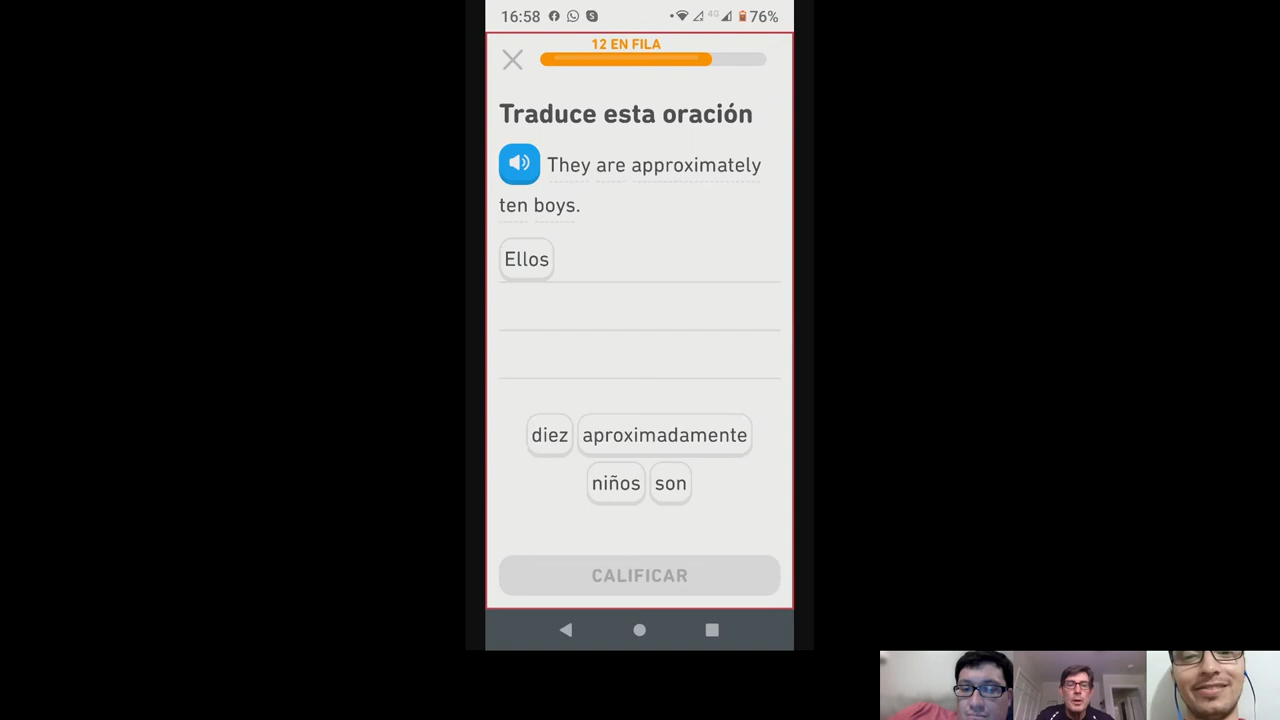 16:58 4G 76%
12 EN FILA
Traduce esta oración
They are approximately
ten boys.
Ellos
diez aproximadamente
niños son
CALIFICAR